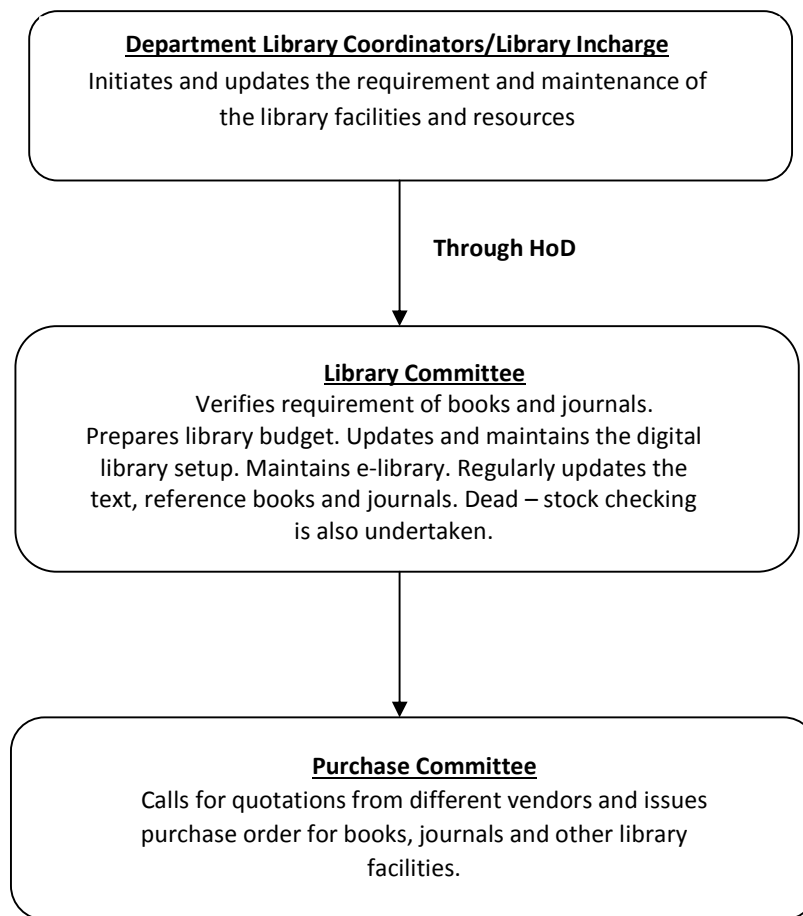 Department Library Coordinators/Library Incharge
Initiates and updates the requirement and maintenance of
the library facilities and resources
Through HoD
Library Committee
Verifies requirement of books and journals.
Prepares library budget. Updates and maintains the digital
library setup. Maintains e-library. Regularly updates the
text, reference books and journals. Dead – stock checking
is also undertaken.
Purchase Committee
Calls for quotations from different vendors and issues
purchase order for books, journals and other library
facilities.